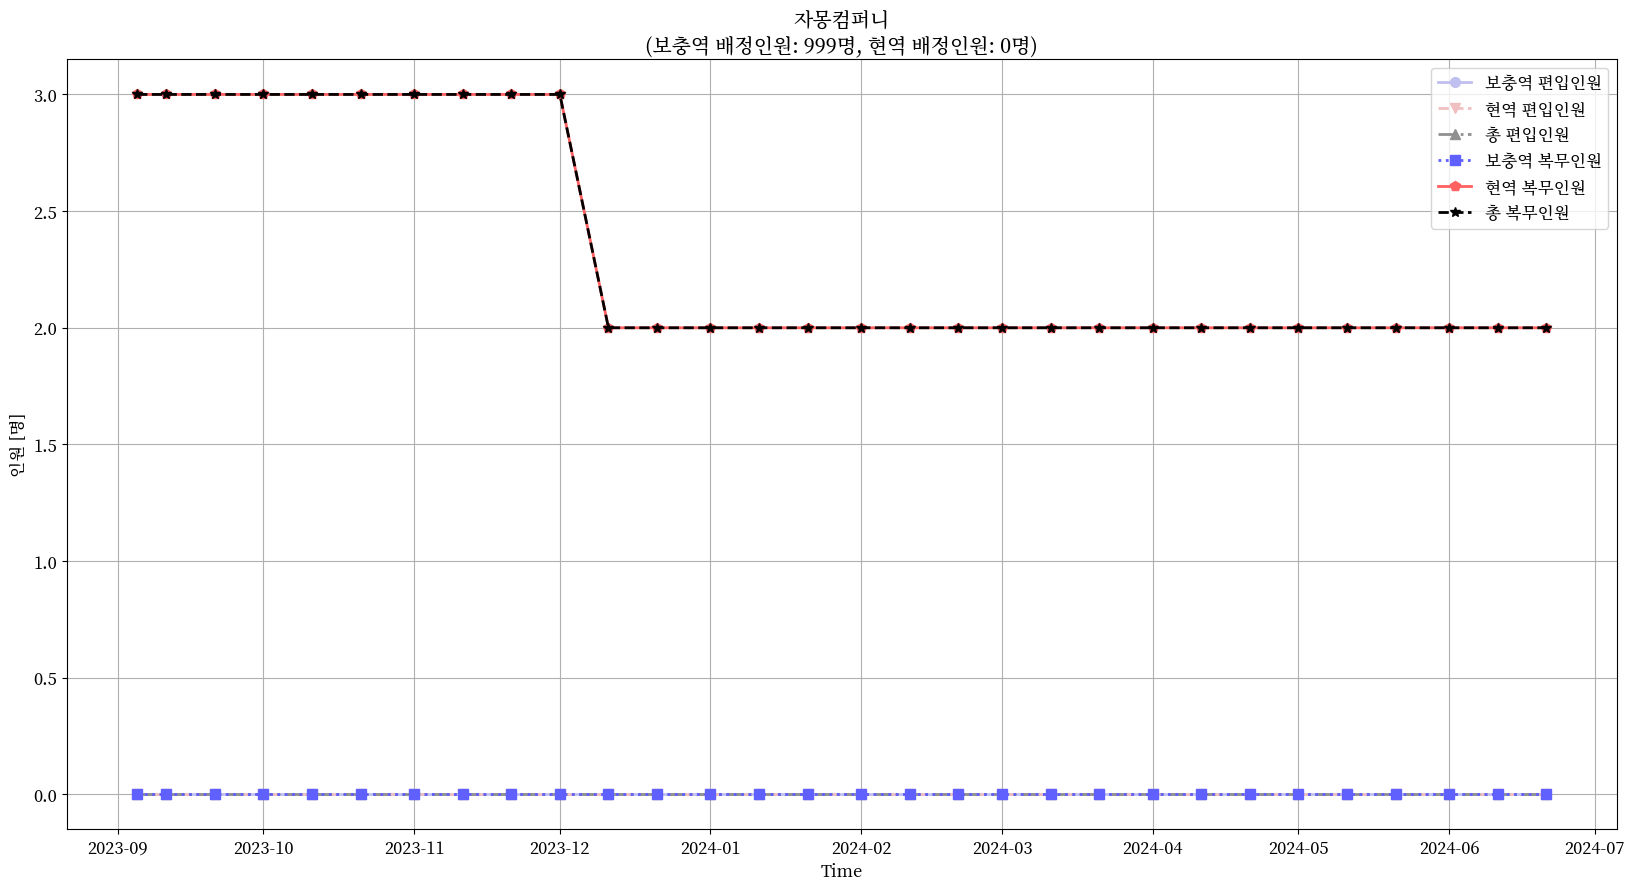 자몽컴퍼니
(보충역 배정인원: 999명, 현역 배정인원: 0명)
보충역 편입인원
현역 편입인원
총 편입인원
보충역 복무인원
현역 복무인원
총 복무인원
인원 [명]
3.0
2.5
2.0
1.5
1.0
0.5
0.0
2023-09
2023-10
2023-11
2023-12
2024-01
2024-02
2024-03
2024-04
2024-05
2024-06
2024-07
Time